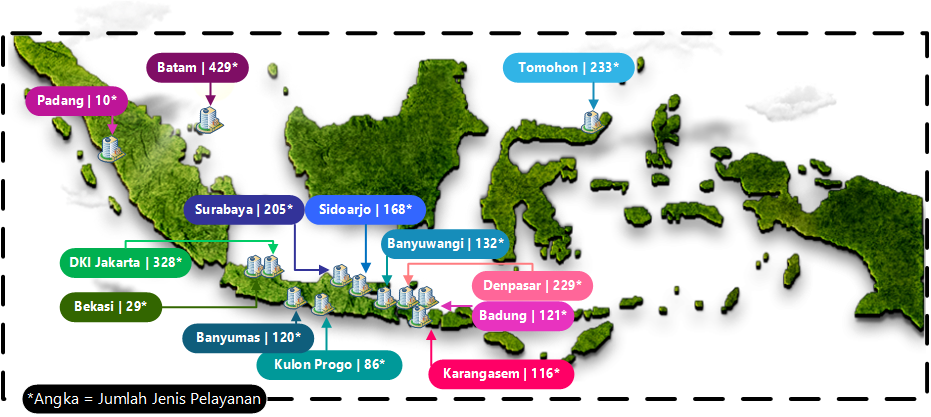 Batam | 429*
Tomohon | 233*
Padang | 10*
Surabaya | 205*
Sidoarjo | 168*
Banyuwangi | 132*
DKI Jakarta | 328*
Denpasar | 229*
Bekasi | 29*
Badung | 121*
Banyumas | 120*
Kulon Progo | 86*
Karangasem | 116*
*Angka = Jumlah Jenis Pelayanan